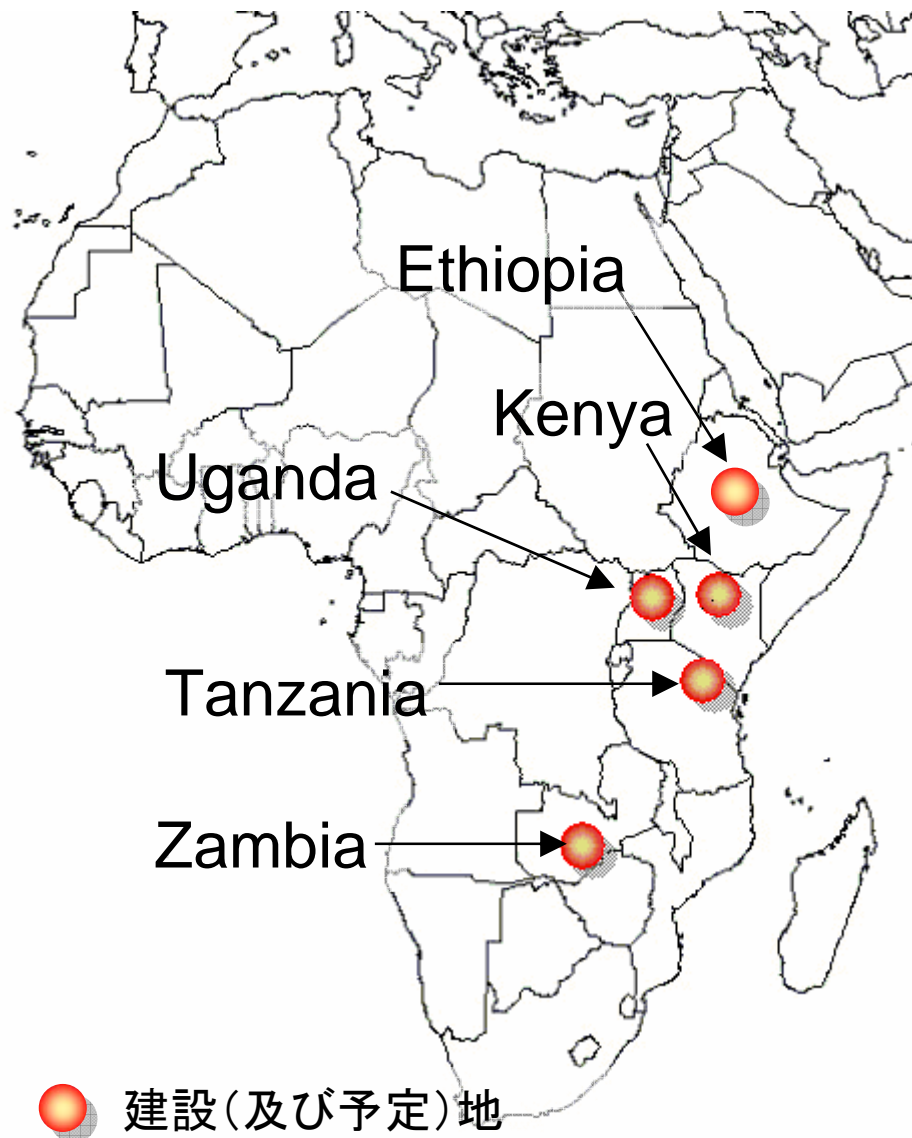 Ethiopia
Kenya
Uganda
Tanzania
Zambia
建設(及び予定)地